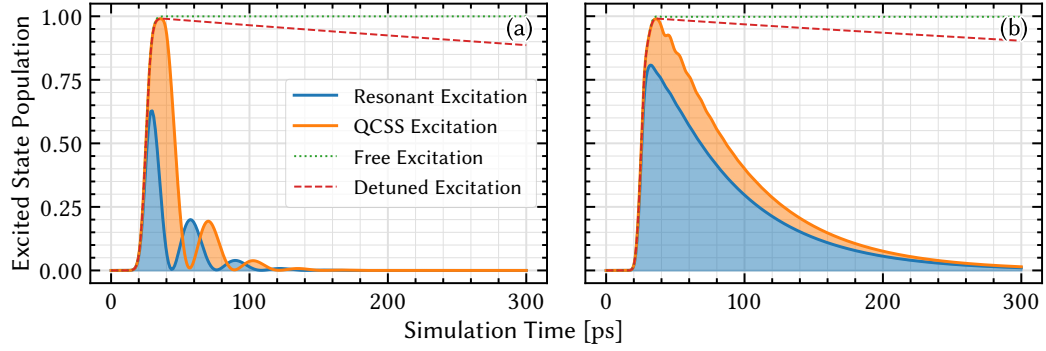 Excited State Population
1.00
0.75
0.50
0.25
0.00
(a)
Resonant Excitation
QCSS Excitation
Free Excitation
Detuned Excitation
(b)
0 100 200 300
0 100 200 300
Simulation Time [ps]